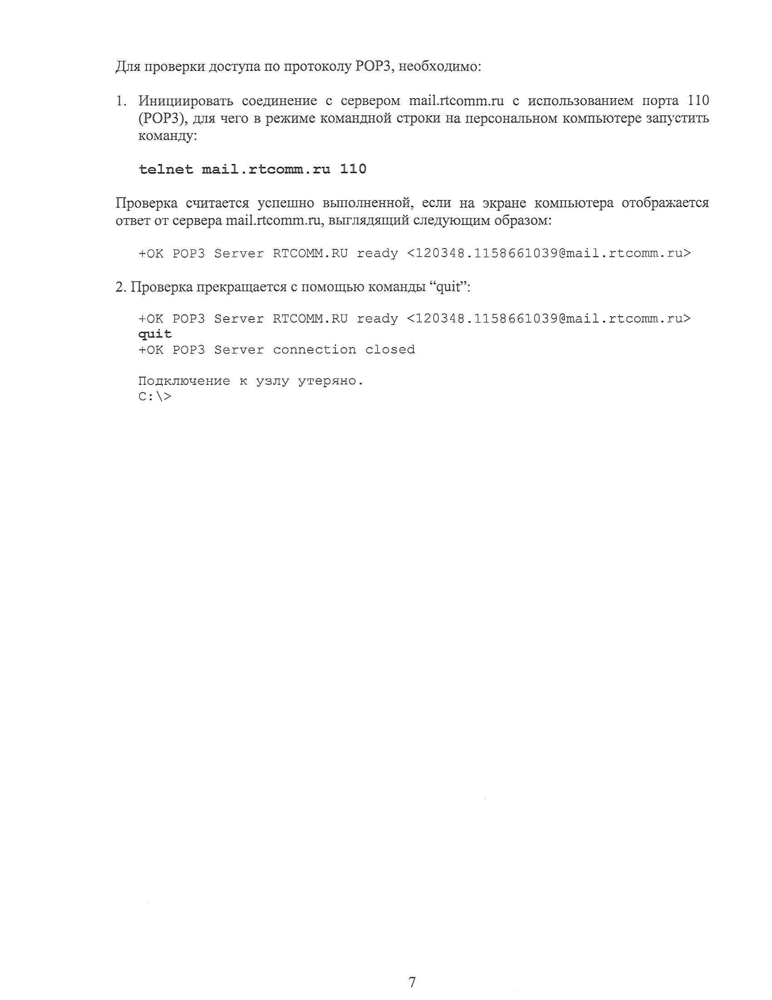 Для проверки доступа по протоколу POP3, необходимо:
1. Инициировать соединение с сервером mail.rtcomm.ru с использованием порта 110
(POP3), для чего в режиме командной строки на персональном компьютере запустить
команду:
telnet mail.rtcomm.ru 110
Проверка считается успешно выполненной, если на экране компьютера отображается
ответ от сервера mail.rtcomm.ru, выглядящий следующим образом:
+OK POP3 Server RTCOMM.RU ready <120348.1158661039@mail.rtcomm.ru>
2. Проверка прекращается с помощью команды “quit”:
+OK POP3 Server RTCOMM.RU ready <120348.1158661039@mail.rtcomm.ru>
quit
+OK POP3 Server connection closed
Подключение к узлу утеряно.
C:\>
7